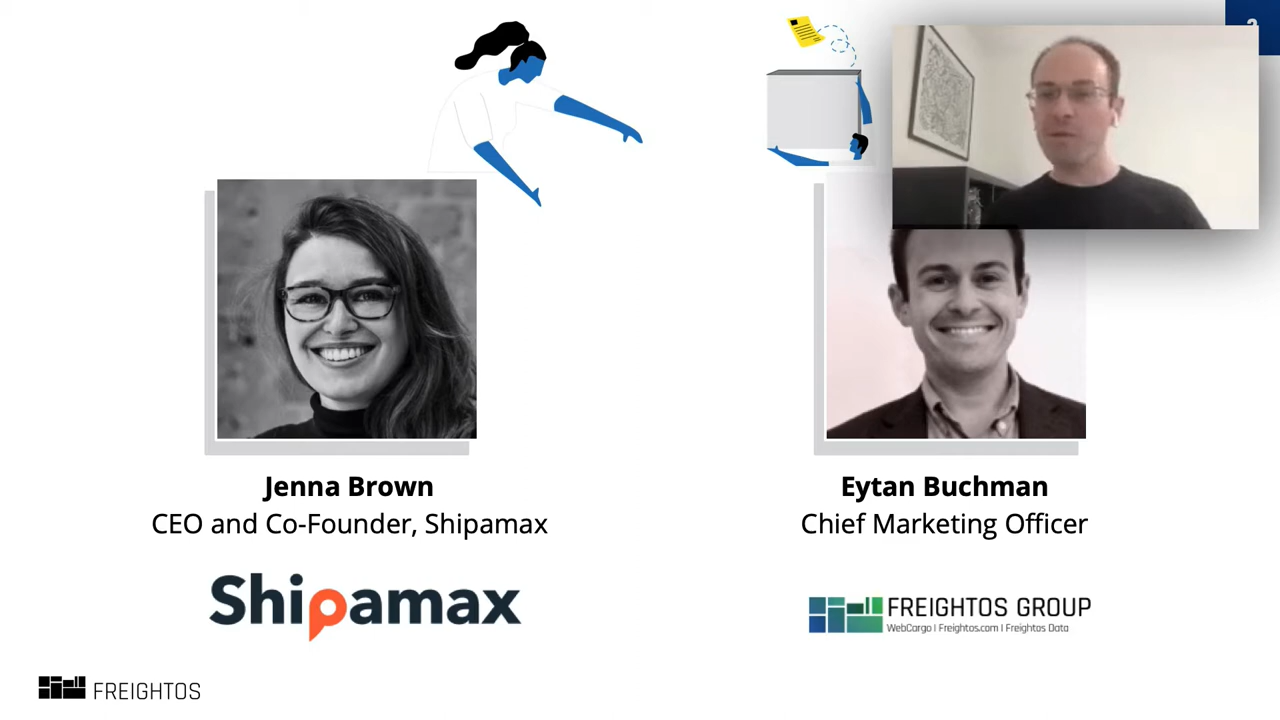 Jenna Brown
CEO and Co-Founder, Shipamax
Shipamax
Eytan Buchman
Chief Marketing Officer
FREIGHTOS GROUP
WebCargo | Freightos.com | Freightos Data
FREIGHTOS